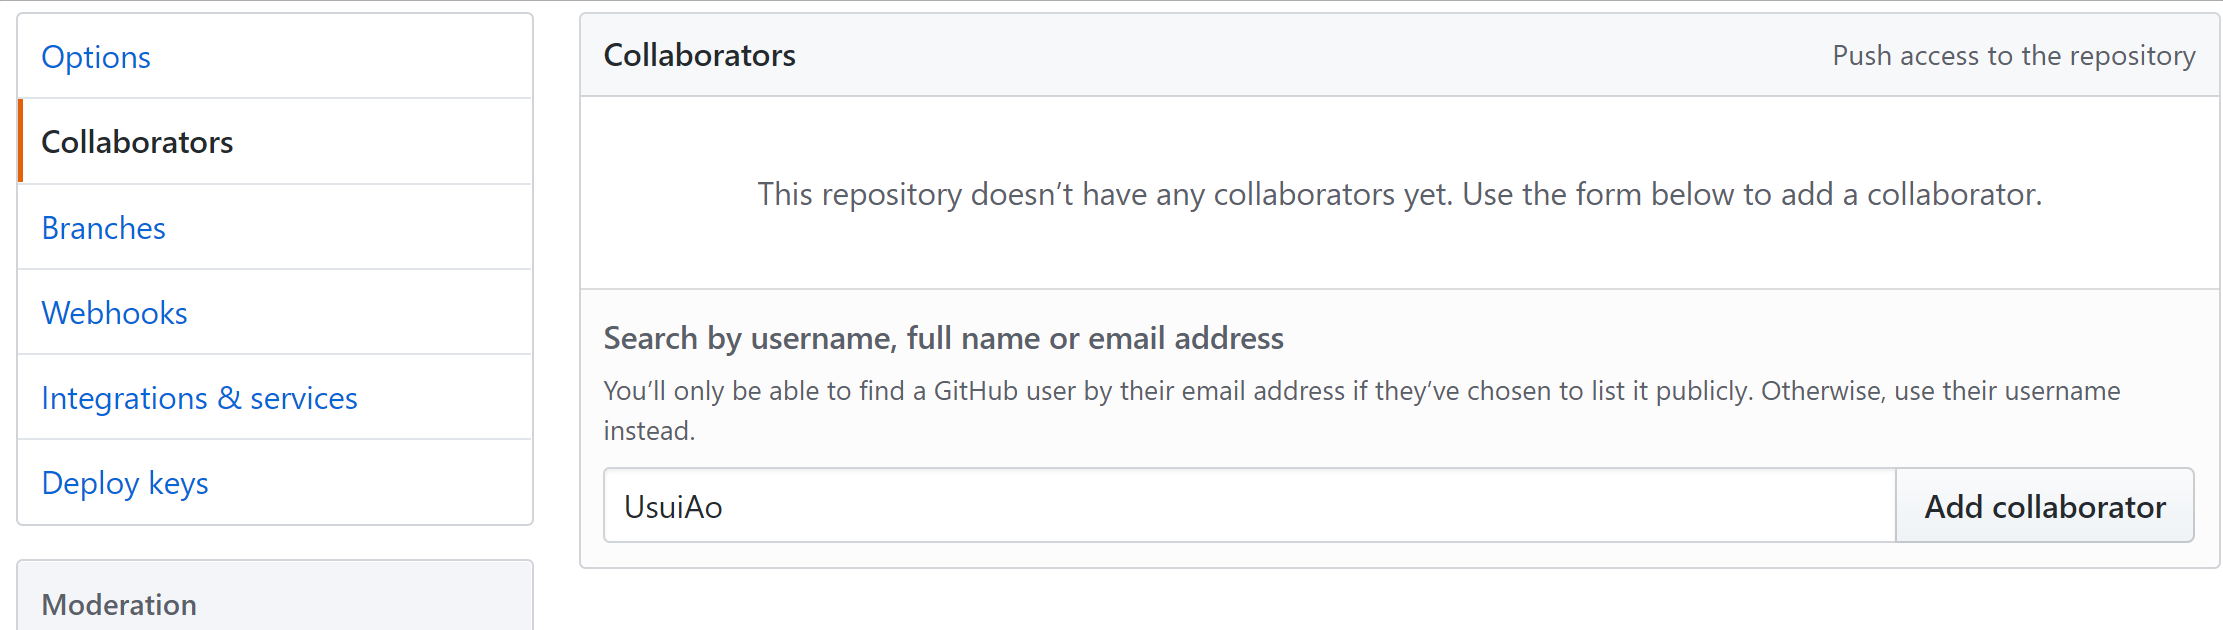 Options
Collaborators
Branches
Webhooks
Integrations & services
Deploy keys
Moderation
Collaborators
Push access to the repository
This repository doesn’t have any collaborators yet. Use the form below to add a collaborator.
Search by username, full name or email address
You’ll only be able to find a GitHub user by their email address if they’ve chosen to list it publicly. Otherwise, use their username
instead.
UsuiAo
Add collaborator